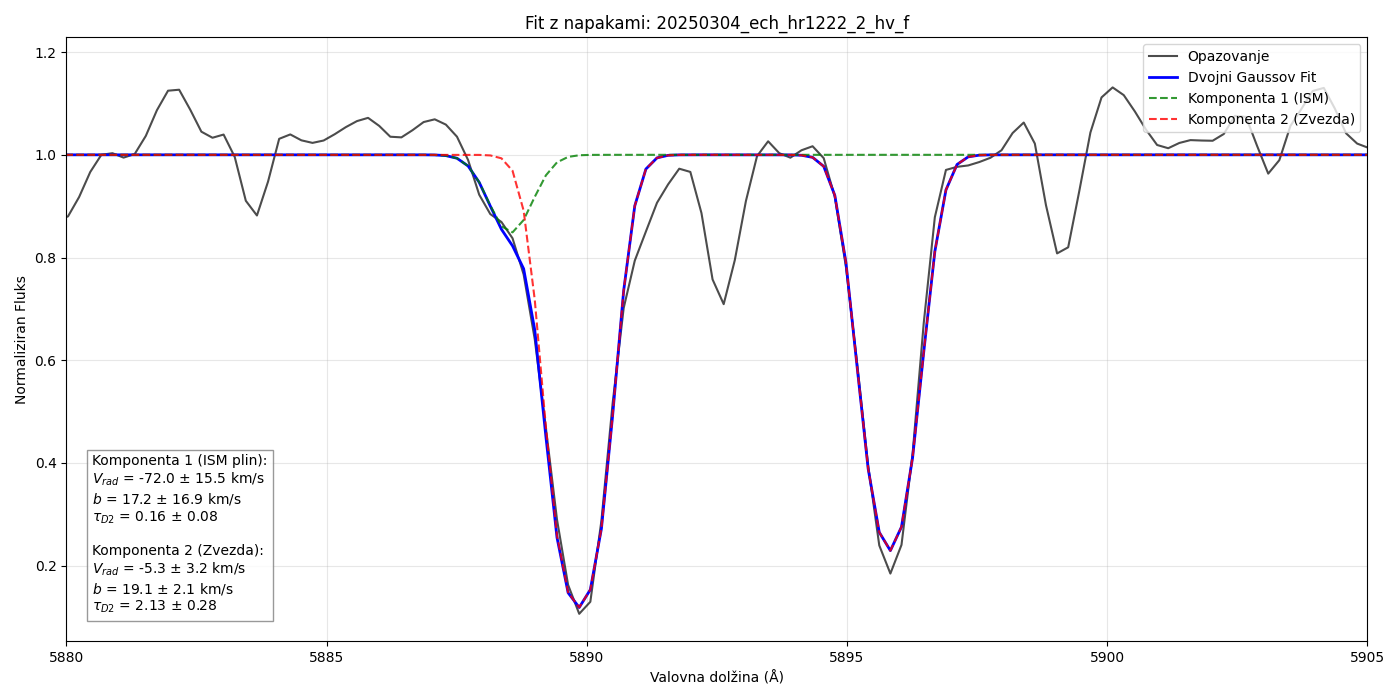 Fit z napakami: 20250304_ech_hr1222_2_hv_f
Opazovanje
Dvojni Gaussov Fit
Komponenta 1 (ISM)
Komponenta 2 (Zvezda)
Normaliziran Fluks
1.2
1.0
0.8
0.6
0.4
0.2
Komponenta 1 (ISM plin):
V_rad = -72.0 ± 15.5 km/s
b = 17.2 ± 16.9 km/s
τ_D2 = 0.16 ± 0.08
Komponenta 2 (Zvezda):
V_rad = -5.3 ± 3.2 km/s
b = 19.1 ± 2.1 km/s
τ_D2 = 2.13 ± 0.28
5880 5885 5890 5895 5900 5905
Valovna dolžina (Å)